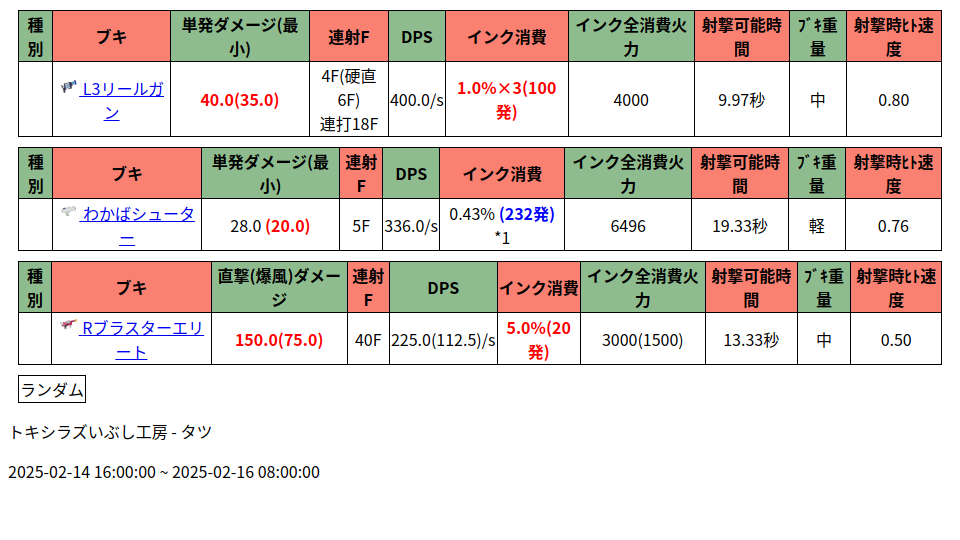 種別 ブキ 単発ダメージ(最小) 連射F DPS インク消費 インク全消費火力 射撃可能時間 ﾌﾞｷ重量 射撃時ﾋﾄ速度
L3リールガン 40.0(35.0) 4F(硬直6F) 連打18F 400.0/s 1.0%×3(100発) 4000 9.97秒 中 0.80
種別 ブキ 単発ダメージ(最小) 連射F DPS インク消費 インク全消費火力 射撃可能時間 ﾌﾞｷ重量 射撃時ﾋﾄ速度
わかばシューター 28.0 (20.0) 5F 336.0/s 0.43% (232発) *1 6496 19.33秒 軽 0.76
種別 ブキ 直撃(爆風)ダメージ 連射F DPS インク消費 インク全消費火力 射撃可能時間 ﾌﾞｷ重量 射撃時ﾋﾄ速度
Rブラスターエリート 150.0(75.0) 40F 225.0(112.5)/s 5.0%(20発) 3000(1500) 13.33秒 中 0.50
ランダム
トキシラズいぶし工房 - タツ
2025-02-14 16:00:00 ~ 2025-02-16 08:00:00